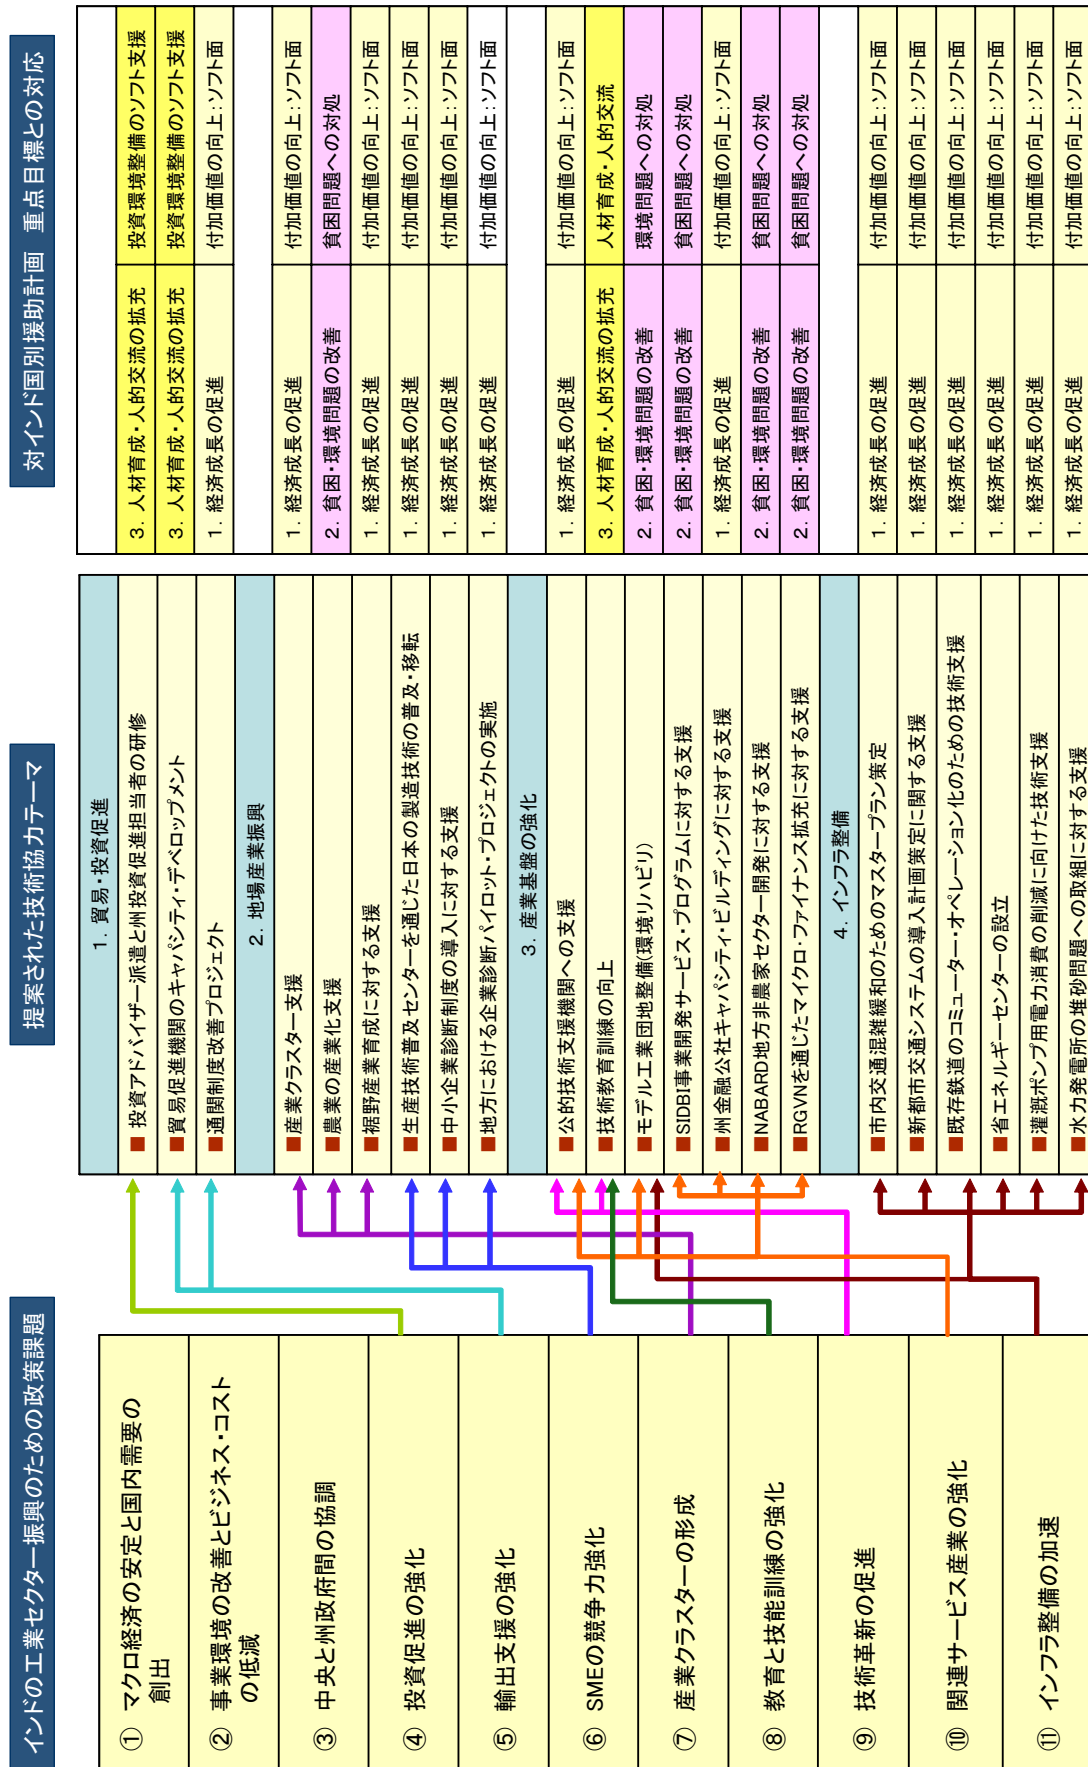 インドの工業セクター振興のための政策課題
① マクロ経済の安定と国内需要の
創出
② 事業環境の改善とビジネス・コスト
の低減
③ 中央と州政府間の協調
④ 投資促進の強化
⑤ 輸出支援の強化
⑥ SMEの競争力強化
⑦ 産業クラスターの形成
⑧ 教育と技能訓練の強化
⑨ 技術革新の促進
⑩ 関連サービス産業の強化
⑪ インフラ整備の加速
提案された技術協力テーマ
1. 貿易・投資促進
■ 投資アドバイザー派遣と州投資促進担当者の研修
■貿易促進機関のキャパシティ・デベロップメント
■通関制度改善プロジェクト
2. 地場産業振興
■産業クラスター支援
■農業の産業化支援
■裾野産業育成に対する支援
■生産技術普及センターを通じた日本の製造技術の普及・移転
■中小企業診断制度の導入に対する支援
■地方における企業診断パイロット・プロジェクトの実施
3. 産業基盤の強化
■公的技術支援機関への支援
■技術教育訓練の向上
■モデル工業団地整備(環境リハビリ)
■SIDBI事業開発サービス・プログラムに対する支援
■州金融公社キャパシティ・ビルディングに対する支援
■NABARD地方非農家セクター開発に対する支援
■RGVNを通じたマイクロ・ファイナンス拡充に対する支援
4. インフラ整備
■市内交通混雑緩和のためのマスタープラン策定
■新都市交通システムの導入計画策定に関する支援
■既存鉄道のコミューター・オペレーション化のための技術支援
■省エネルギーセンターの設立
■灌漑ポンプ用電力消費の削減に向けた技術支援
■水力発電所の堆砂問題への取組に対する支援
対インド国別援助計画 重点目標との対応
3. 人材育成・人的交流の拡充 投資環境整備のソフト支援
3. 人材育成・人的交流の拡充 投資環境整備のソフト支援
1. 経済成長の促進 付加価値の向上:ソフト面
1. 経済成長の促進 付加価値の向上:ソフト面
2. 貧困・環境問題の改善 貧困問題への対処
1. 経済成長の促進 付加価値の向上:ソフト面
1. 経済成長の促進 付加価値の向上:ソフト面
1. 経済成長の促進 付加価値の向上:ソフト面
1. 経済成長の促進 付加価値の向上:ソフト面
1. 経済成長の促進 付加価値の向上:ソフト面
3. 人材育成・人的交流の拡充 人材育成・人的交流
2. 貧困・環境問題の改善 環境問題への対処
2. 貧困・環境問題の改善 貧困問題への対処
1. 経済成長の促進 付加価値の向上:ソフト面
2. 貧困・環境問題の改善 貧困問題への対処
2. 貧困・環境問題の改善 貧困問題への対処
1. 経済成長の促進 付加価値の向上:ソフト面
1. 経済成長の促進 付加価値の向上:ソフト面
1. 経済成長の促進 付加価値の向上:ソフト面
1. 経済成長の促進 付加価値の向上:ソフト面
1. 経済成長の促進 付加価値の向上:ソフト面
1. 経済成長の促進 付加価値の向上:ソフト面